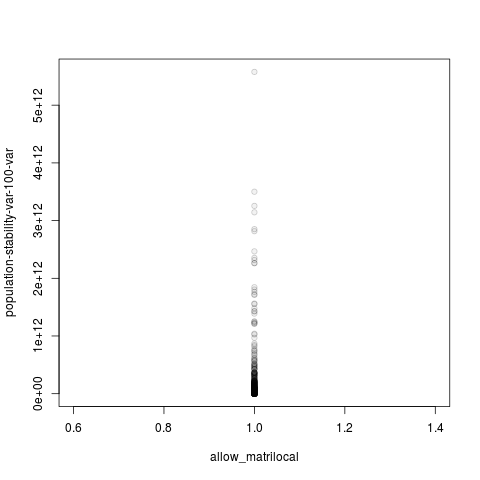 population-stability-var-100-var
5e+12
4e+12
3e+12
2e+12
1e+12
0e+00
0.6 0.8 1.0 1.2 1.4
allow_matrilocal